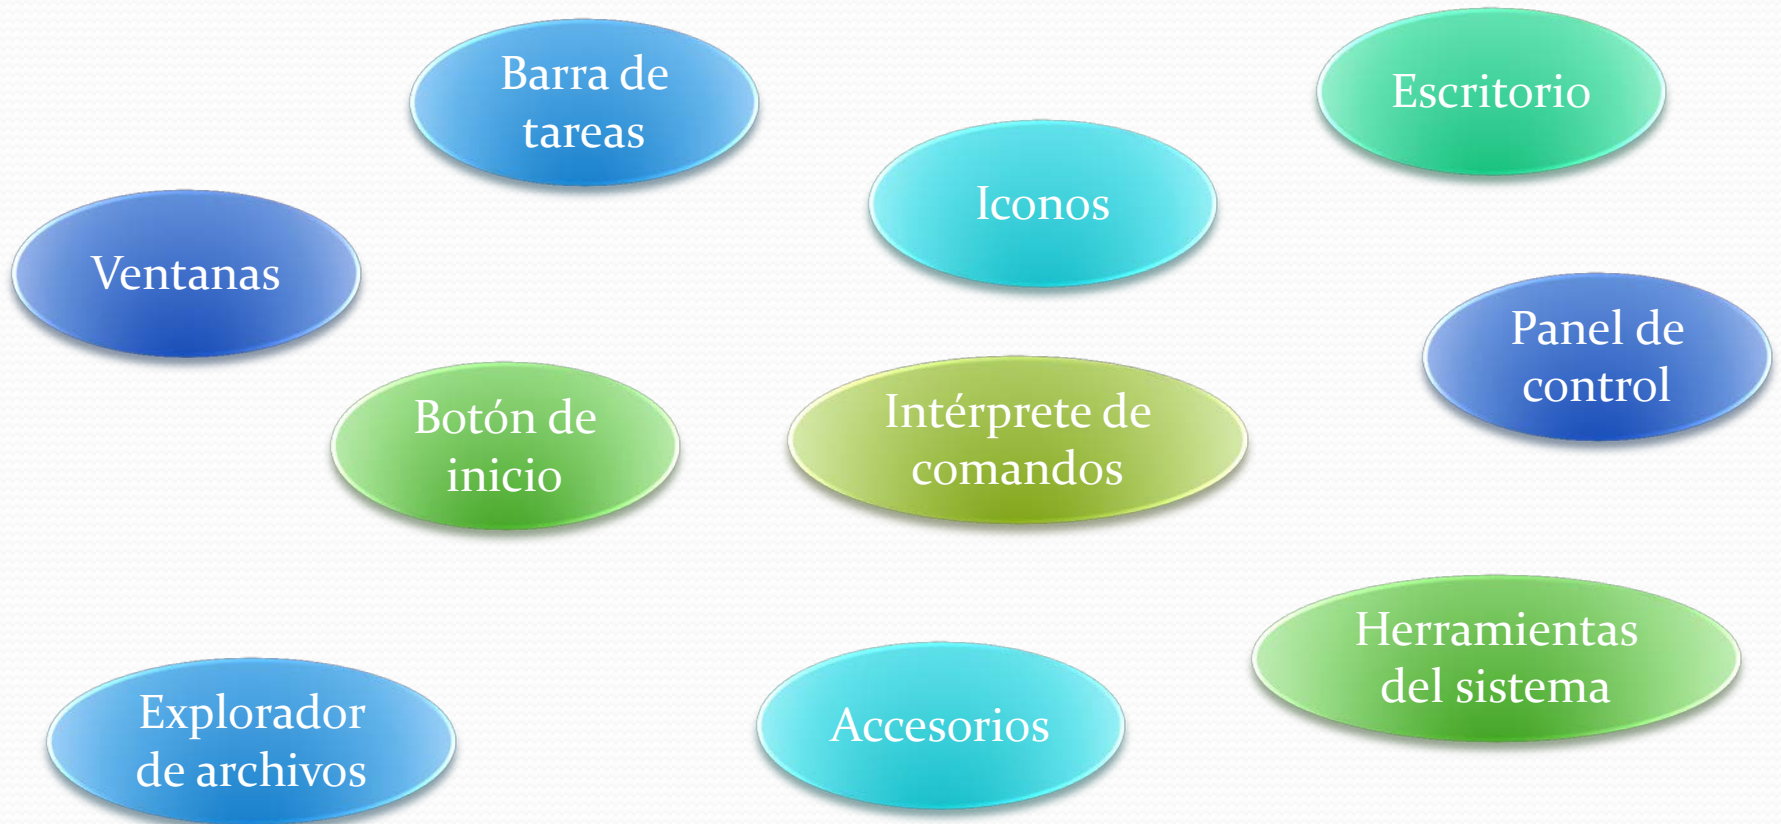 Barra de
tareas
Escritorio
Iconos
Ventanas
Panel de
control
Botón de
inicio
Intérprete de
comandos
Herramientas
del sistema
Explorador
de archivos
Accesorios